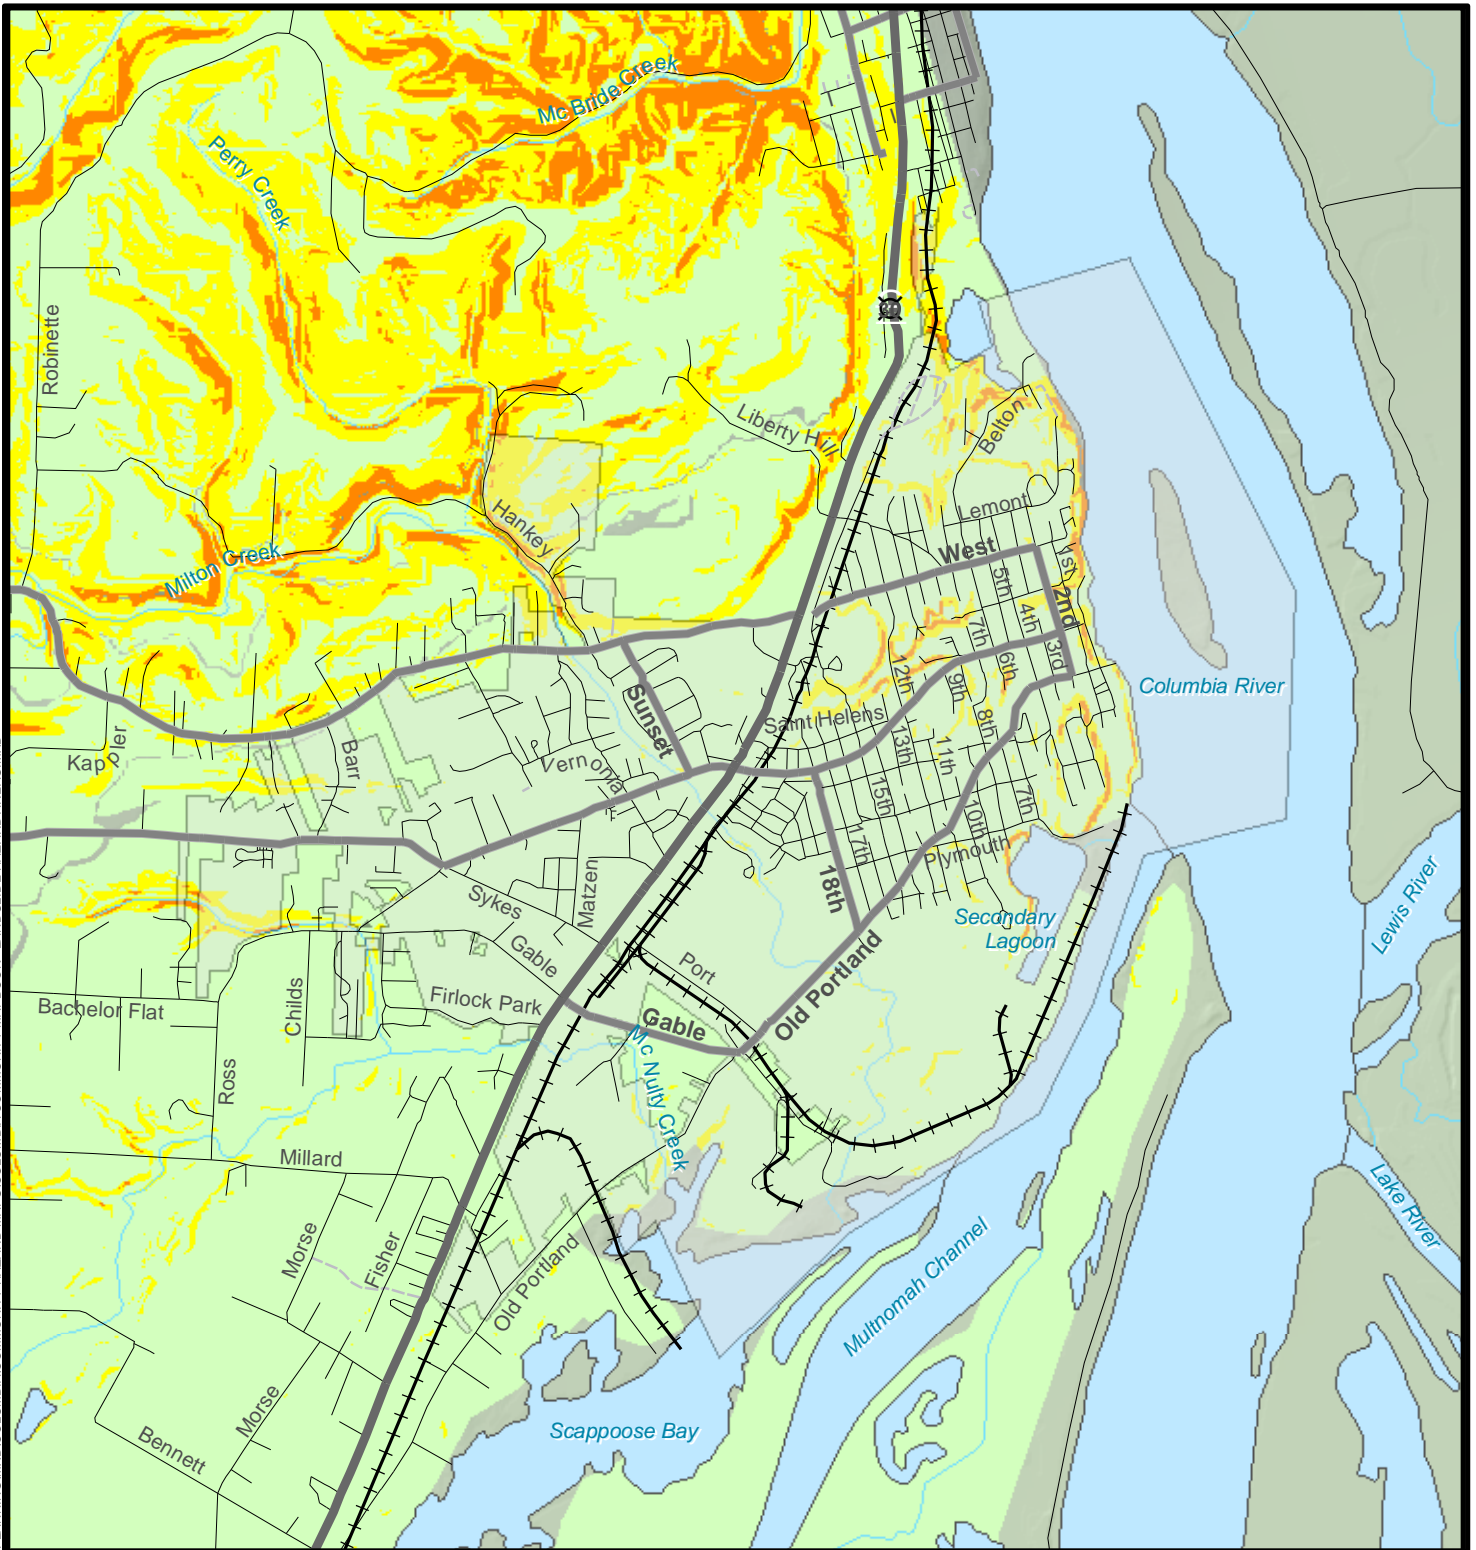 Mc Bride Creek
Perry Creek
Robinette
Liberty Hill
Belton
Hankey
Lemont
West
1st
5th
Milton Creek
2nd
4th
7th
3rd
6th
12th
9th
Columbia River
Sunset
Saint Helens
8th
13th
11th
Kappler
Barr
Vernonia
15th
7th
10th
17th
Plymouth
18th
Matzen
Sykes
Lewis River
Secondary
Lagoon
Gable
Port
Old Portland
Firlock Park
Bachelor Flat
Childs
Gable
Mc Nulty Creek
Ross
Millard
Lake River
Morse
Fisher
Old Portland
Multnomah Channel
Morse
Scappoose Bay
Bennett